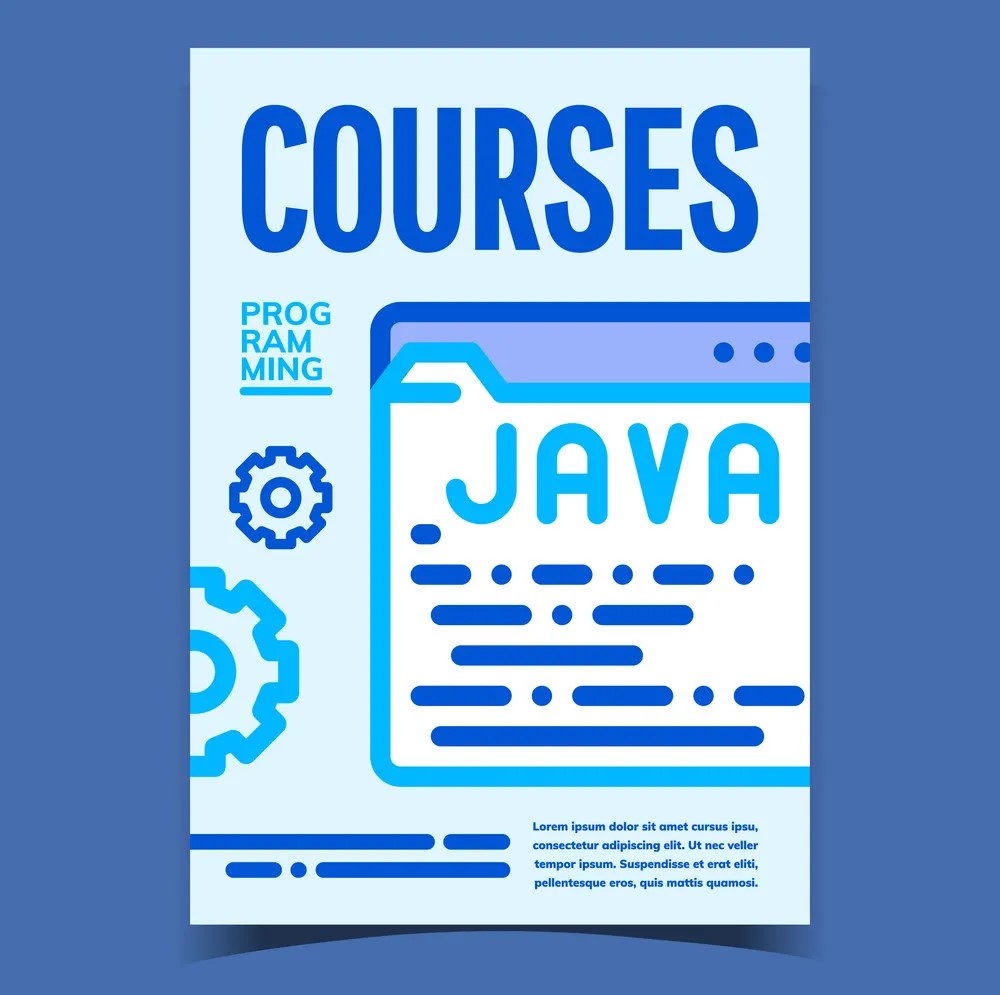 COURSES
PROG
RAM
MING
JAVA
Lorem ipsum dolor sit amet cursus ipsu,
consectetur adipiscing elit. Ut nec veller
tempor ipsum. Suspendisse et erat eliti,
pellentesque eros, quis mattis quamosi.